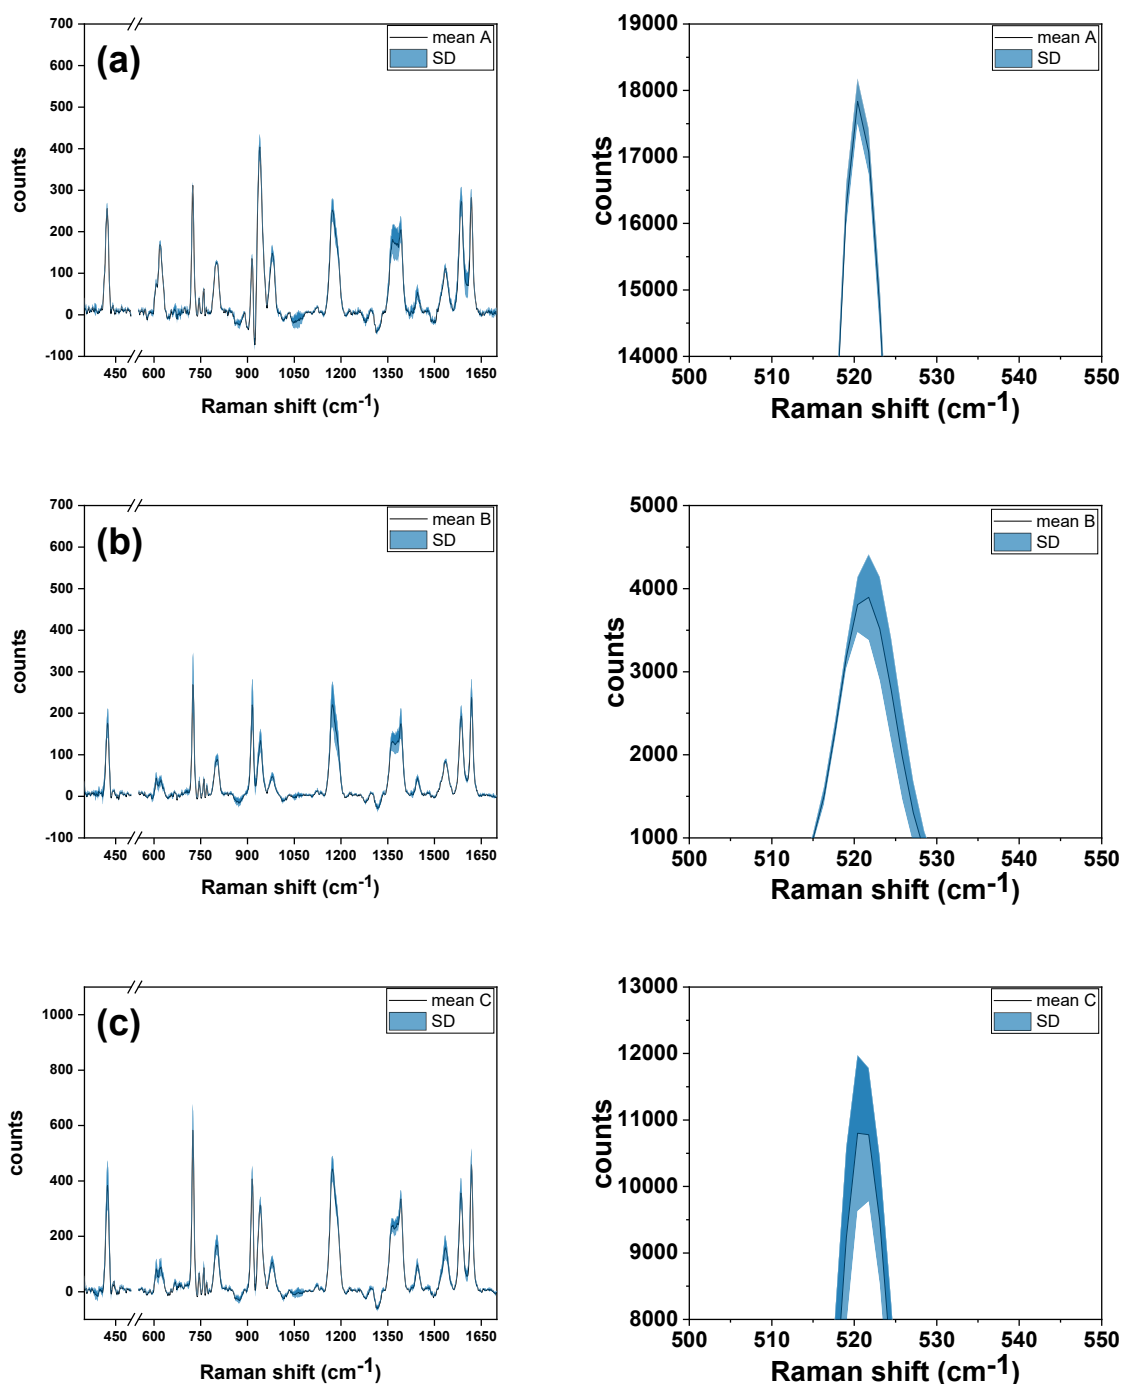 (a)
mean A
SD
700
600
500
400
300
200
100
0
-100
counts
450 600 750 900 1050 1200 1350 1500 1650
Raman shift (cm-1)
mean A
SD
19000
18000
17000
16000
15000
14000
counts
500 510 520 530 540 550
Raman shift (cm-1)
(b)
mean B
SD
700
600
500
400
300
200
100
0
-100
counts
450 600 750 900 1050 1200 1350 1500 1650
Raman shift (cm-1)
mean B
SD
5000
4000
3000
2000
1000
counts
500 510 520 530 540 550
Raman shift (cm-1)
(c)
mean C
SD
1000
800
600
400
200
0
counts
450 600 750 900 1050 1200 1350 1500 1650
Raman shift (cm-1)
mean C
SD
13000
12000
11000
10000
9000
8000
counts
500 510 520 530 540 550
Raman shift (cm-1)